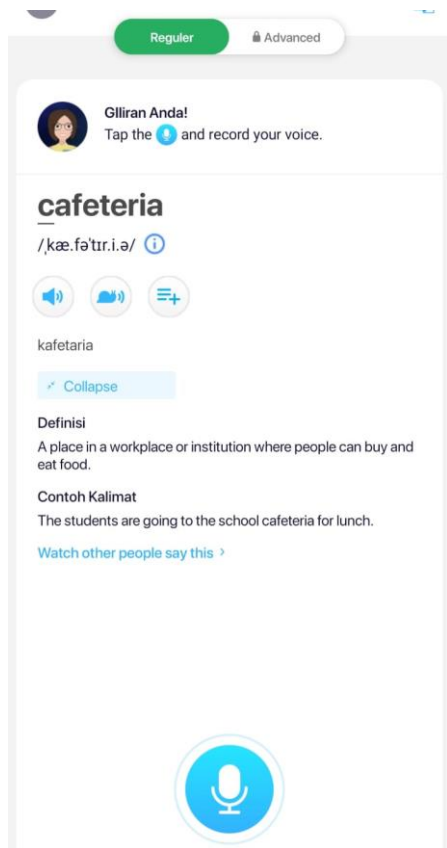 Reguler
Advanced
Glliran Anda!
Tap the and record your voice.
cafeteria
/ˌkæ.fəˈtɪr.i.ə/
kafetaria
Collapse
Definisi
A place in a workplace or institution where people can buy and
eat food.
Contoh Kalimat
The students are going to the school cafeteria for lunch.
Watch other people say this